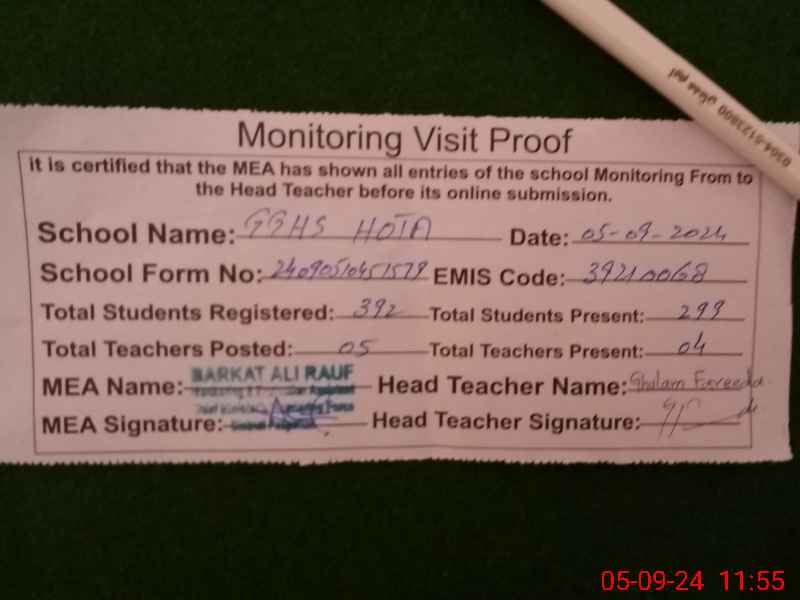 0304-0123800
Monitoring Visit Proof
it is certified that the MEA has shown all entries of the school Monitoring From to
the Head Teacher before its online submission.
School Name: GGHS HOTA Date: 05-09-2024
School Form No: 24090510451579 EMIS Code: 39210068
Total Students Registered: 392 Total Students Present: 299
Total Teachers Posted: 05 Total Teachers Present: 04
MEA Name: BARKAT ALI RAUF Head Teacher Name: Ghulam Fareeda
MEA Signature: Head Teacher Signature:
05-09-24 11:55